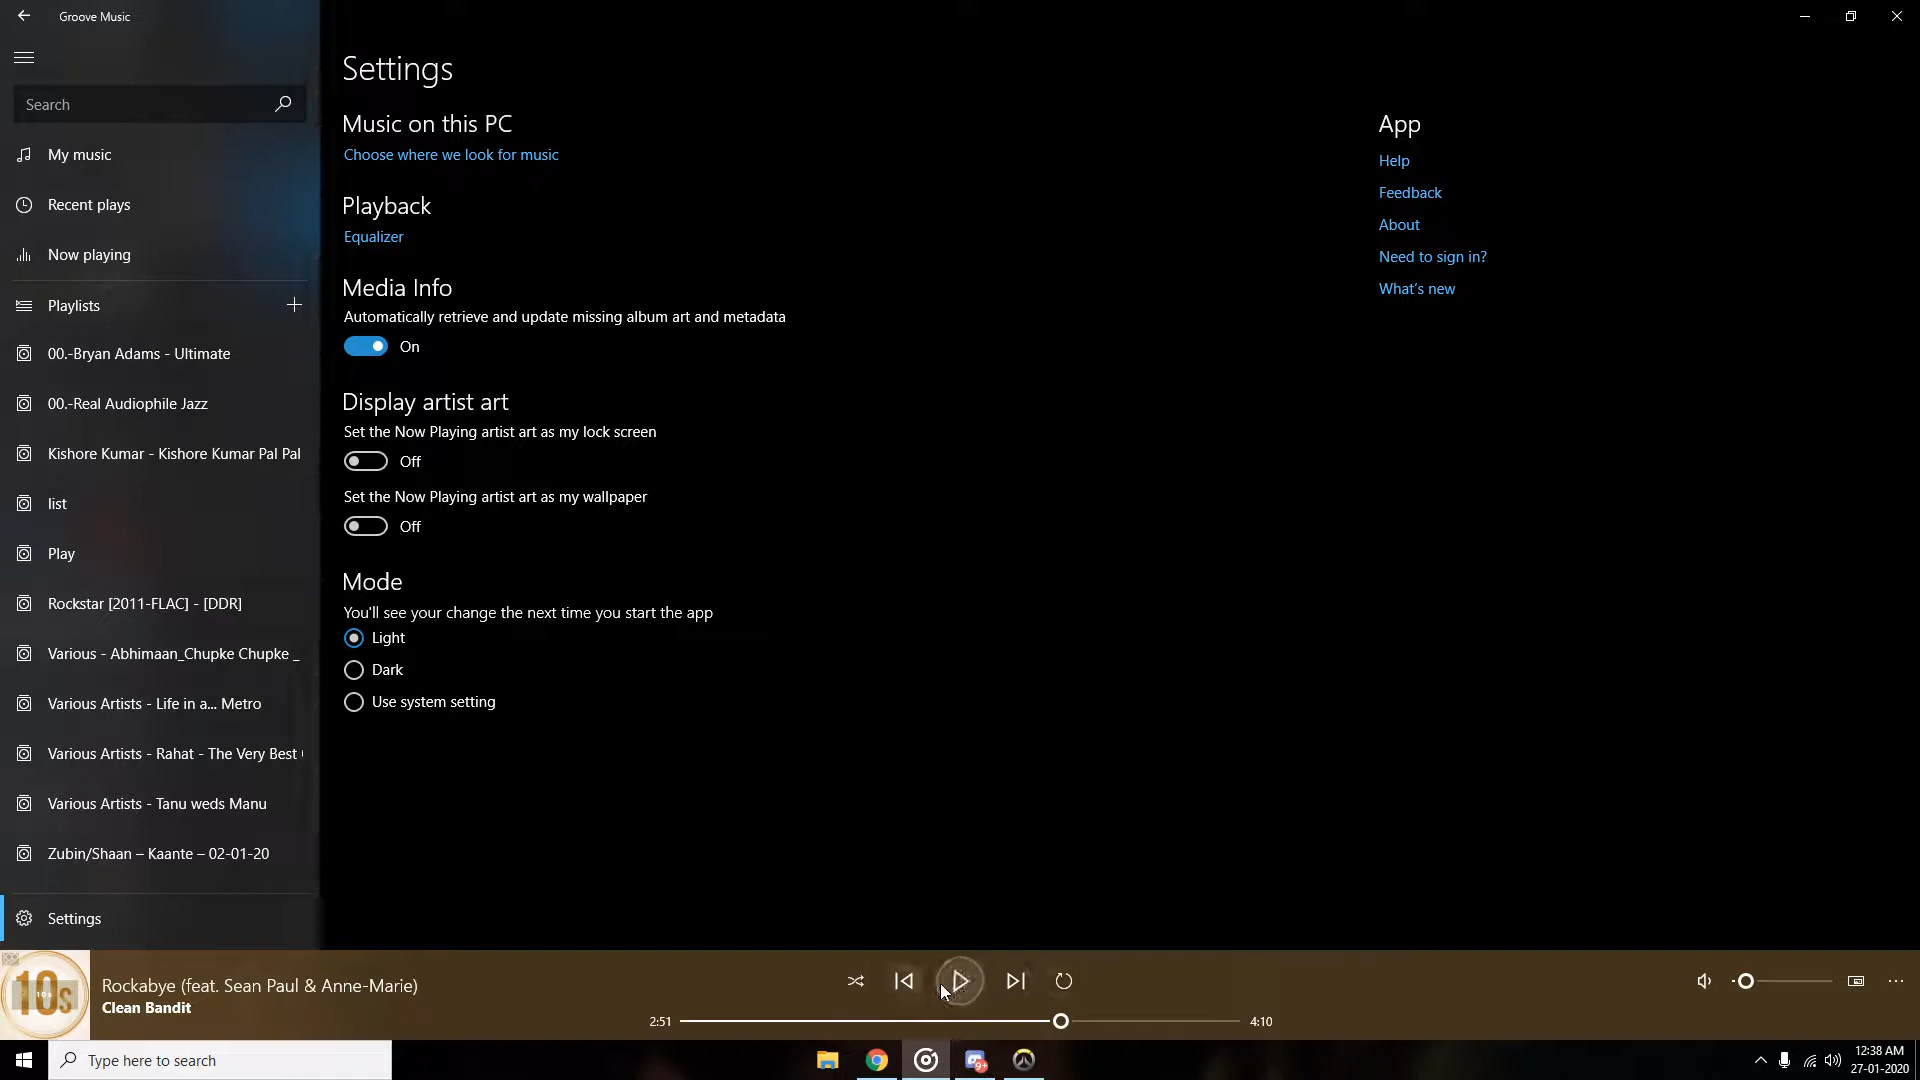 Groove Music
Search
My music
Recent plays
Now playing
Playlists
00.-Bryan Adams - Ultimate
00.-Real Audiophile Jazz
Kishore Kumar - Kishore Kumar Pal Pal
list
Play
Rockstar [2011-FLAC] - [DDR]
Various - Abhimaan_Chupke Chupke _
Various Artists - Life in a... Metro
Various Artists - Rahat - The Very Best
Various Artists - Tanu weds Manu
Zubin/Shaan – Kaante – 02-01-20
Settings
Settings
Music on this PC
Choose where we look for music
Playback
Equalizer
Media Info
Automatically retrieve and update missing album art and metadata
On
Display artist art
Set the Now Playing artist art as my lock screen
Off
Set the Now Playing artist art as my wallpaper
Off
Mode
You'll see your change the next time you start the app
Light
Dark
Use system setting
App
Help
Feedback
About
Need to sign in?
What's new
10s
Rockabye (feat. Sean Paul & Anne-Marie)
Clean Bandit
2:51
4:10
Type here to search
9+
12:38 AM
27-01-2020